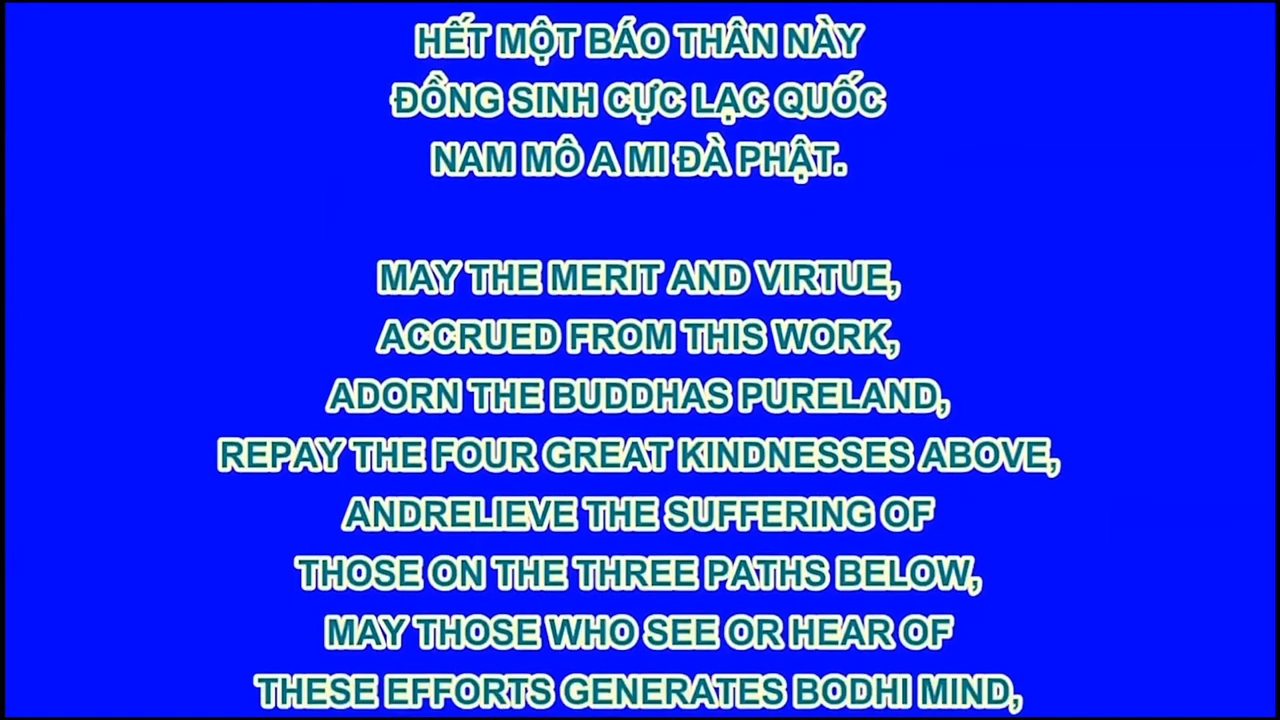 HẾT MỘT BÁO THÂN NÀY
ĐỒNG SINH CỰC LẠC QUỐC
NAM MÔ A MI ĐÀ PHẬT.
MAY THE MERIT AND VIRTUE,
ACCRUED FROM THIS WORK,
ADORN THE BUDDHAS PURELAND,
REPAY THE FOUR GREAT KINDNESSES ABOVE,
ANDRELIEVE THE SUFFERING OF
THOSE ON THE THREE PATHS BELOW,
MAY THOSE WHO SEE OR HEAR OF
THESE EFFORTS GENERATES BODHI MIND,